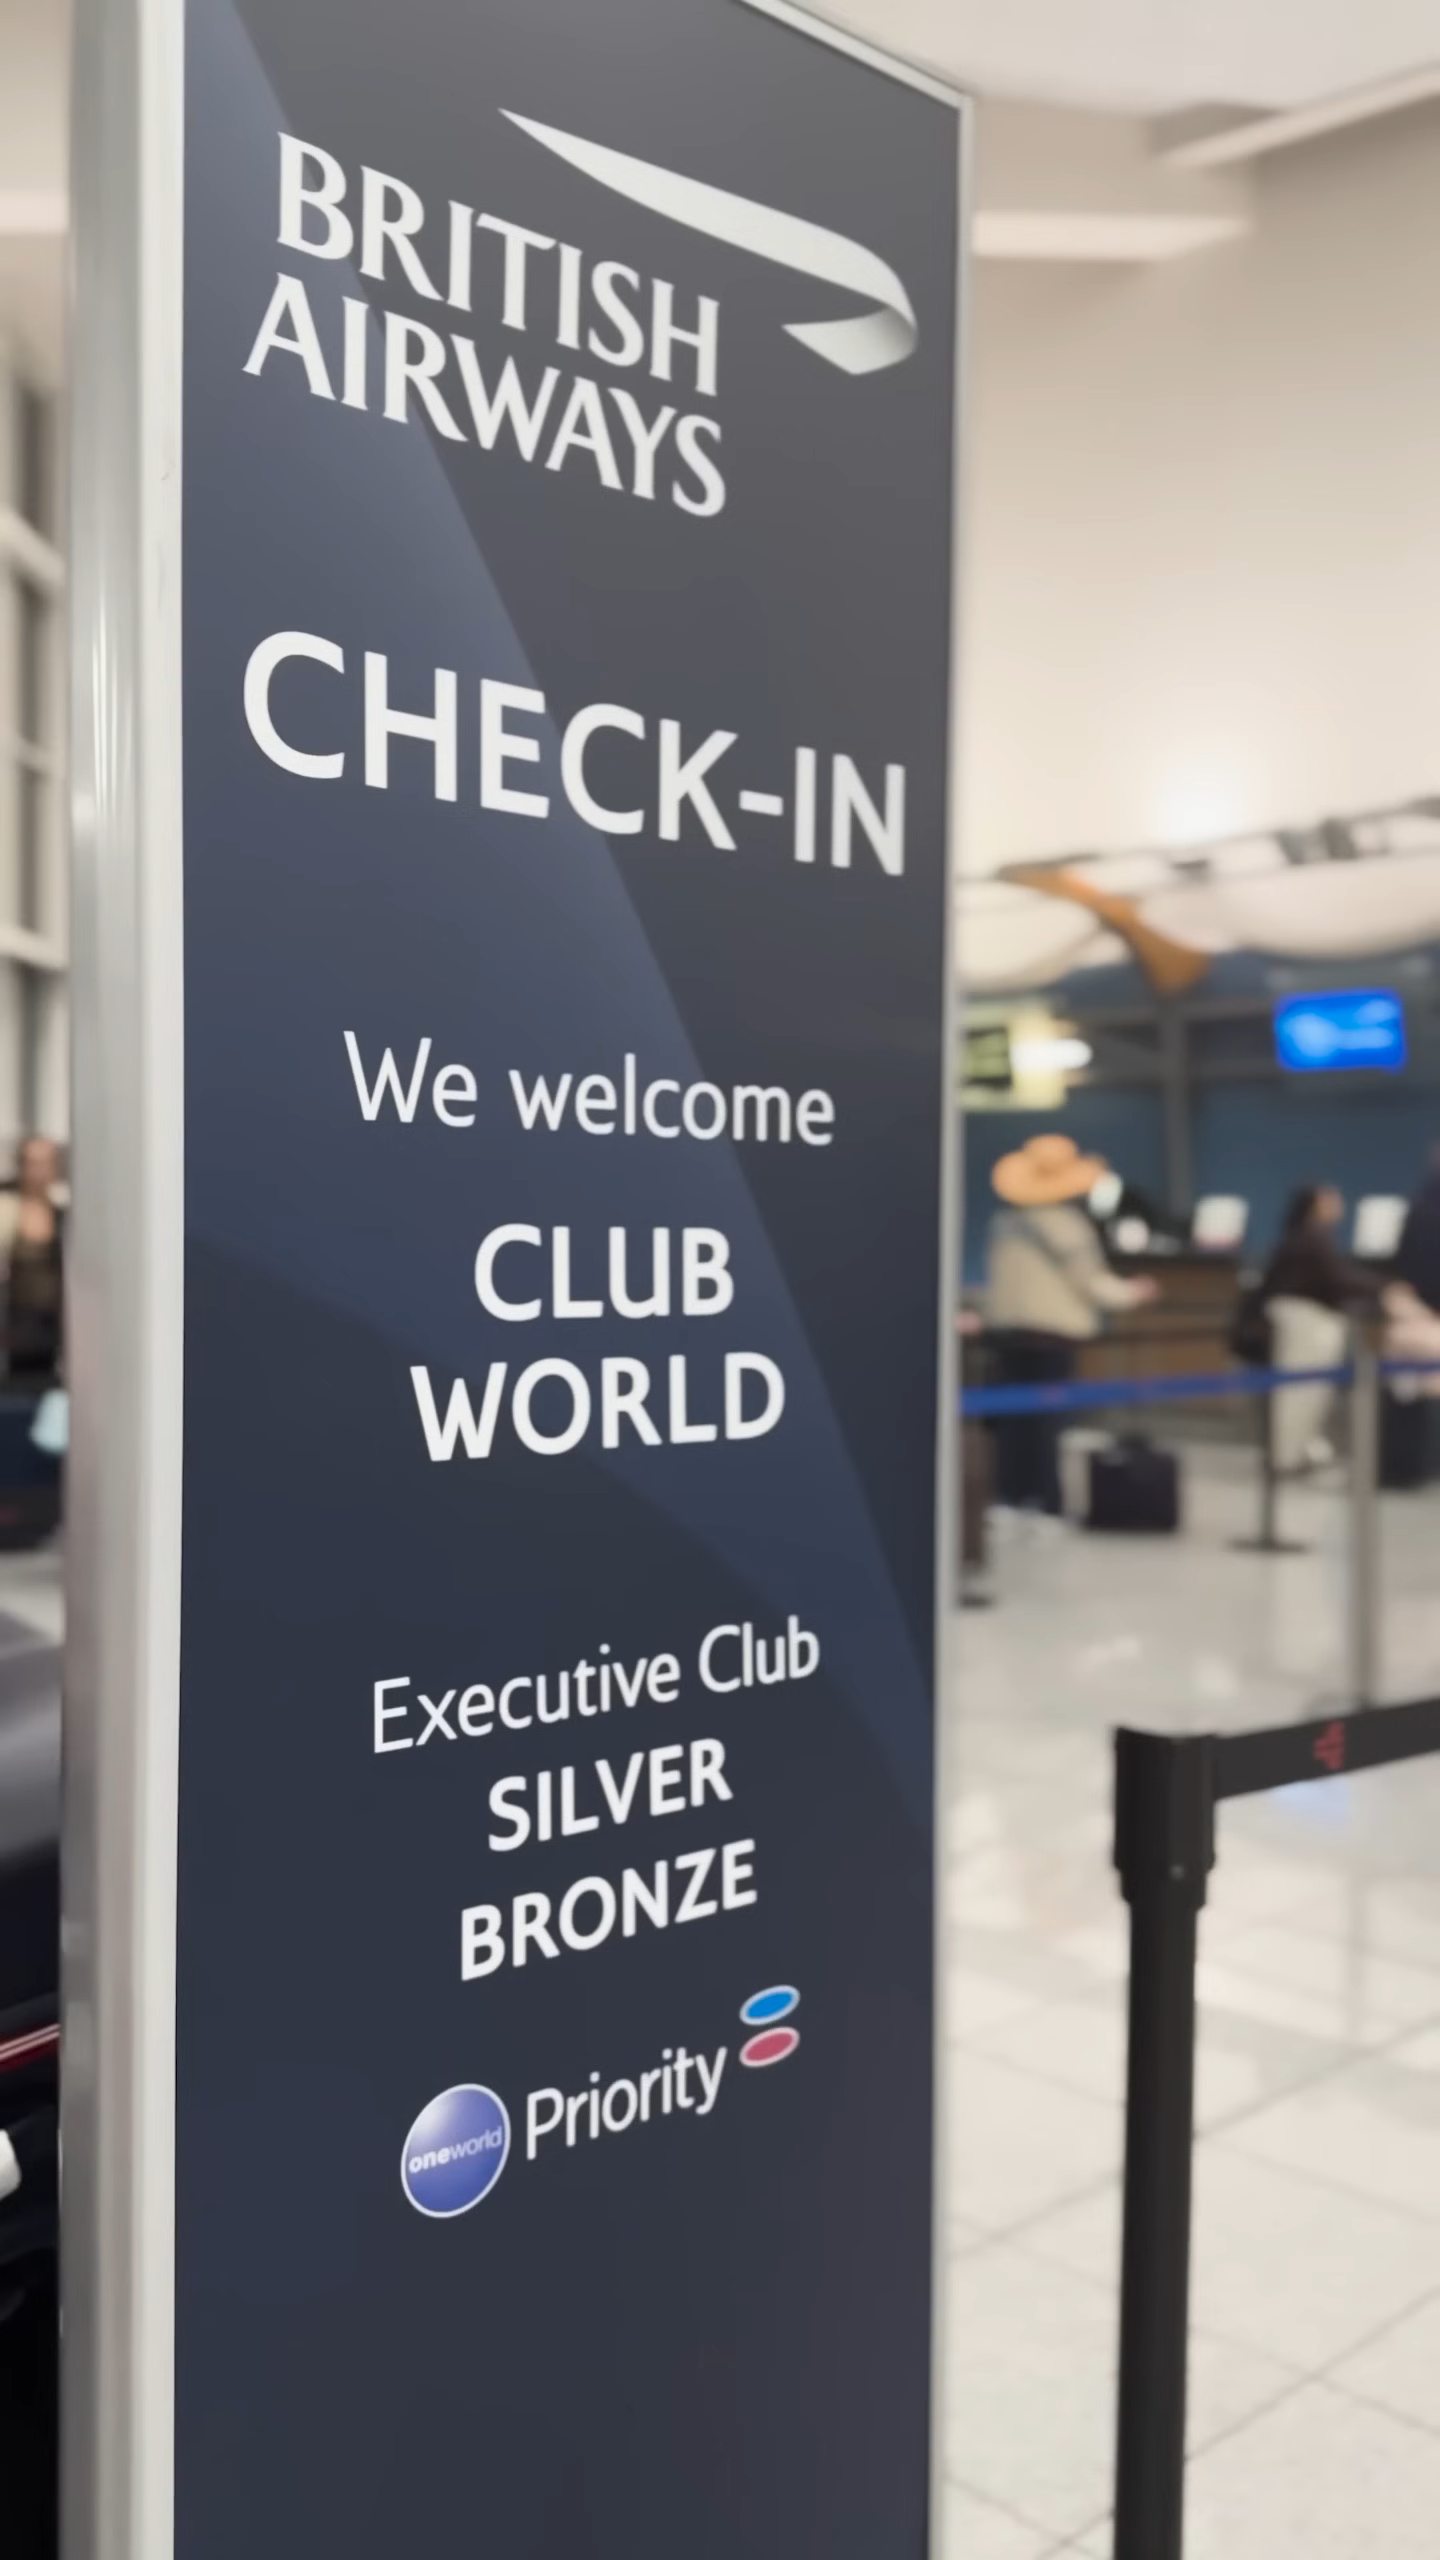 BRITISH
AIRWAYS
CHECK-IN
We welcome
CLUB
WORLD
Executive Club
SILVER
BRONZE
oneworld Priority